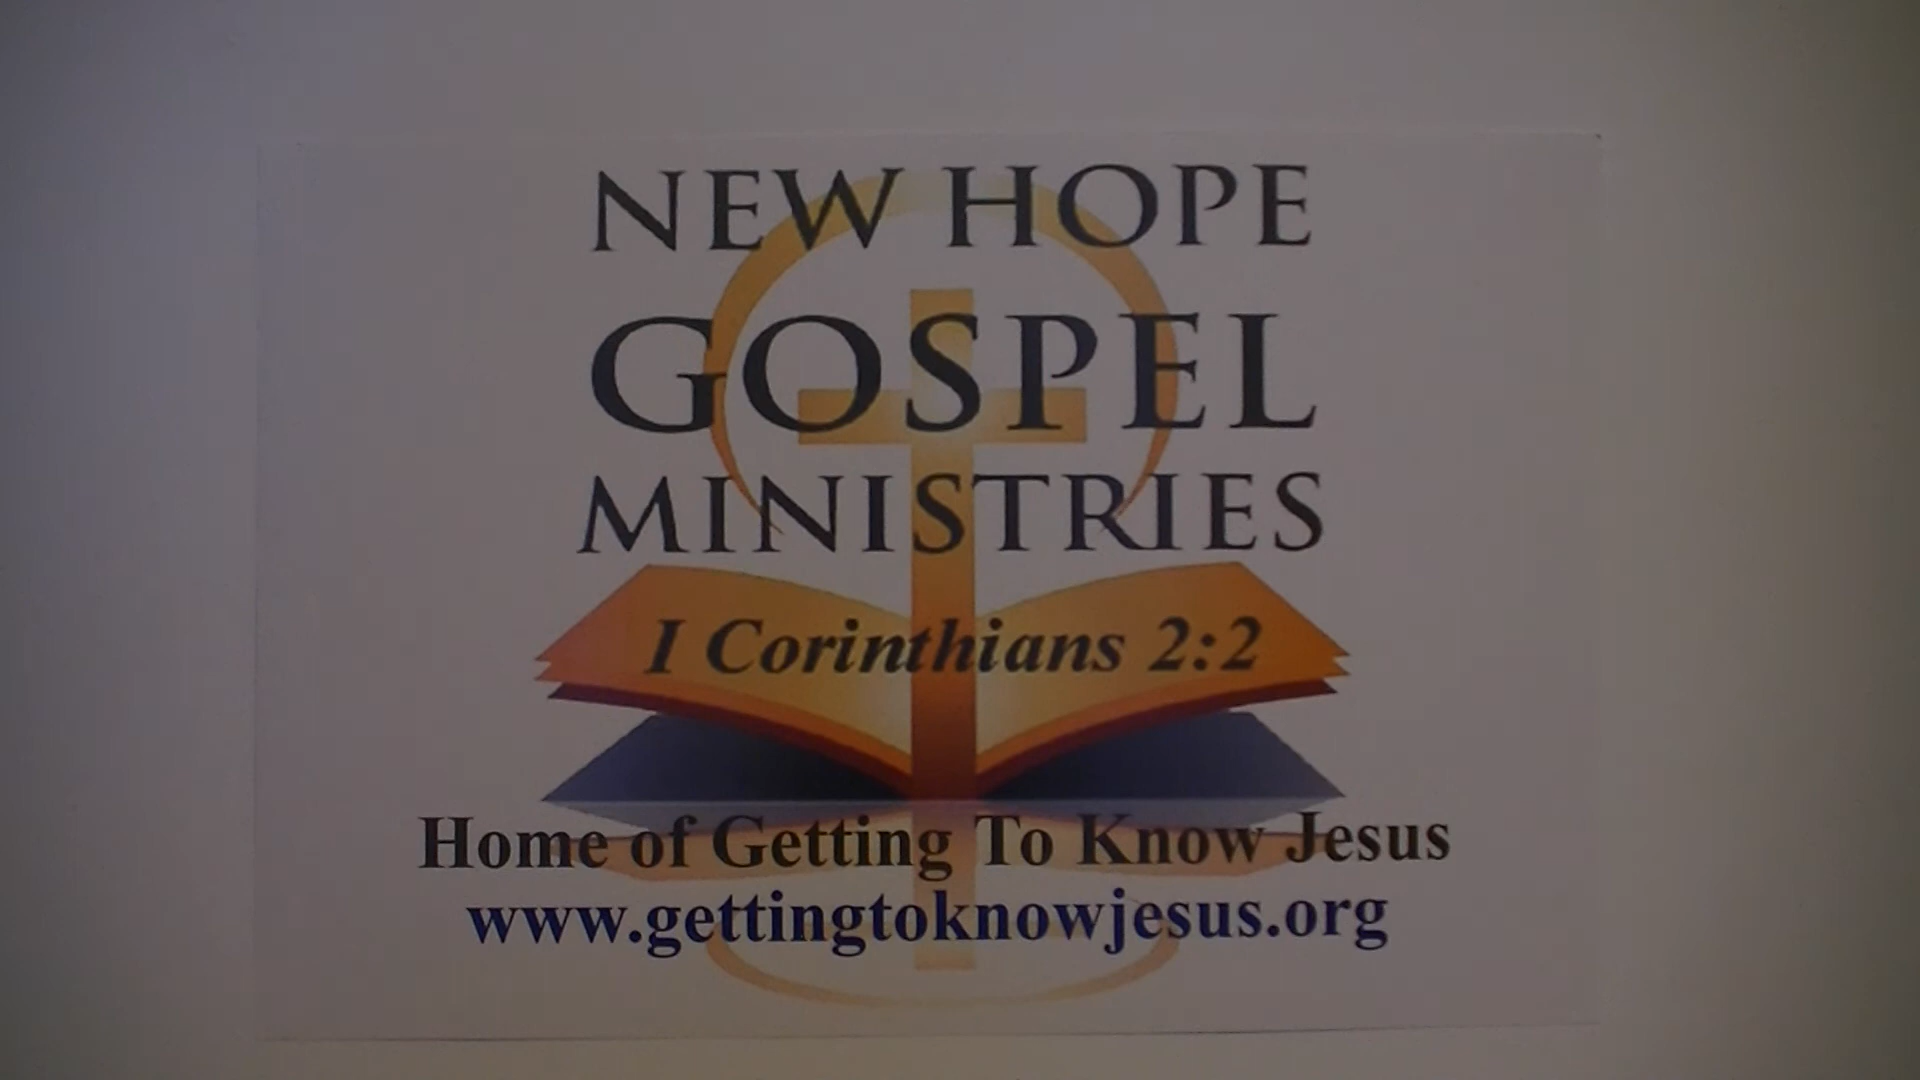 NEW HOPE
GOSPEL
MINISTRIES
I Corinthians 2:2
Home of Getting To Know Jesus
www.gettingtoknowjesus.org